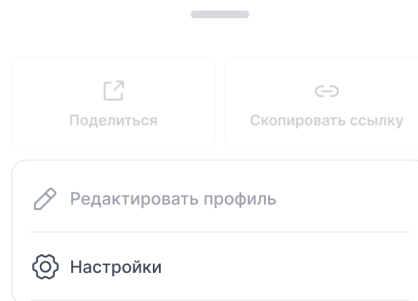 Поделиться
Скопировать ссылку
Редактировать профиль
Настройки